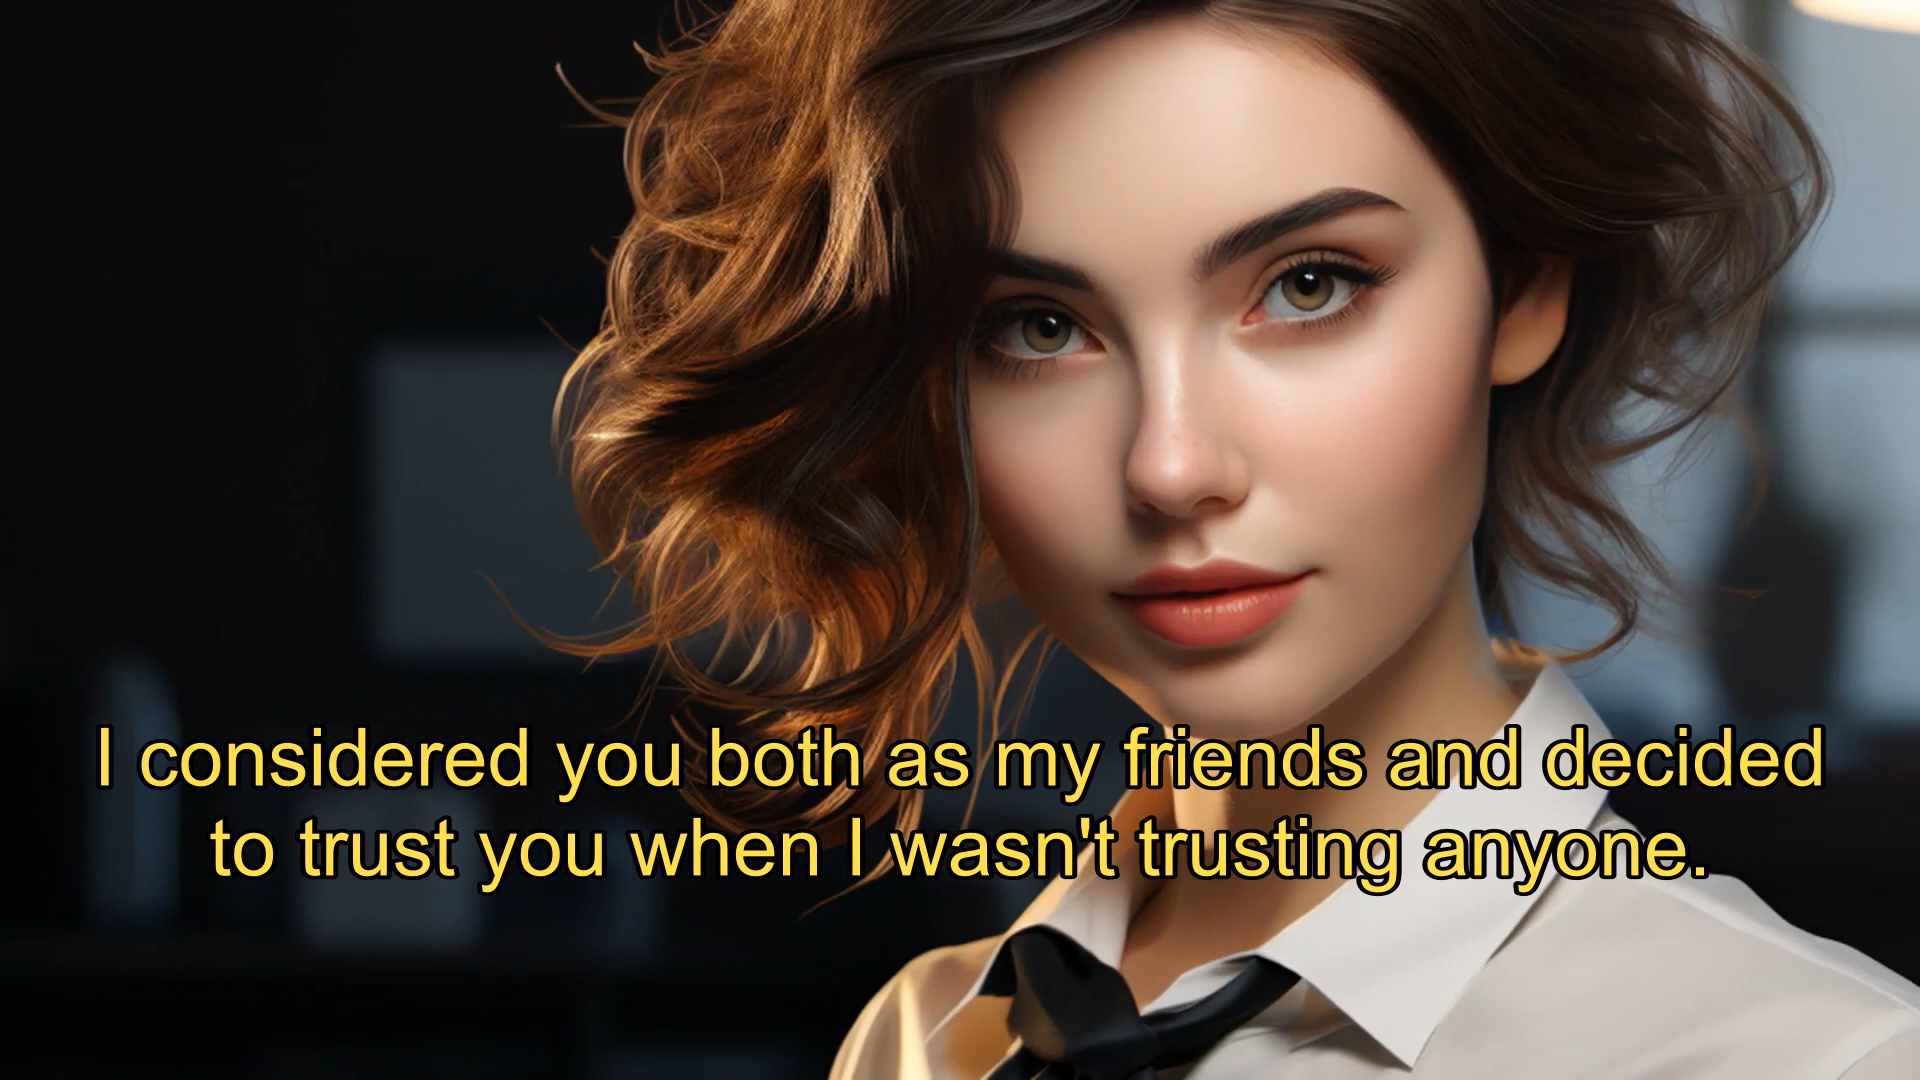 I considered you both as my friends and decided
to trust you when I wasn't trusting anyone.